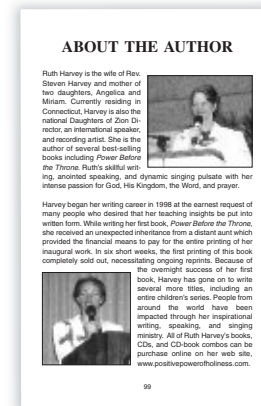 ABOUT THE AUTHOR
Ruth Harvey is the wife of Rev.
Steven Harvey and mother of
two daughters, Angelica and
Miriam. Currently residing in
Connecticut, Harvey is also the
national Daughters of Zion Di-
rector, an international speaker,
and recording artist. She is the
author of several best-selling
books including Power Before
the Throne. Ruth's skillful writ-
ing, anointed speaking, and dynamic singing pulsate with her
intense passion for God, His Kingdom, the Word, and prayer.
Harvey began her writing career in 1998 at the earnest request of
many people who desired that her teaching insights be put into
written form. While writing her first book, Power Before the Throne,
she received an unexpected inheritance from a distant aunt which
provided the financial means to pay for the entire printing of her
inaugural work. In six short weeks, the first printing of this book
completely sold out, necessitating ongoing reprints. Because of
the overnight success of her first
book, Harvey has gone on to write
several more titles, including an
entire children's series. People from
around the world have been
impacted through her inspirational
writing, speaking, and singing
ministry. All of Ruth Harvey's books,
CDs, and CD-book combos can be
purchase online on her web site,
www.positivepowerofholiness.com.
99